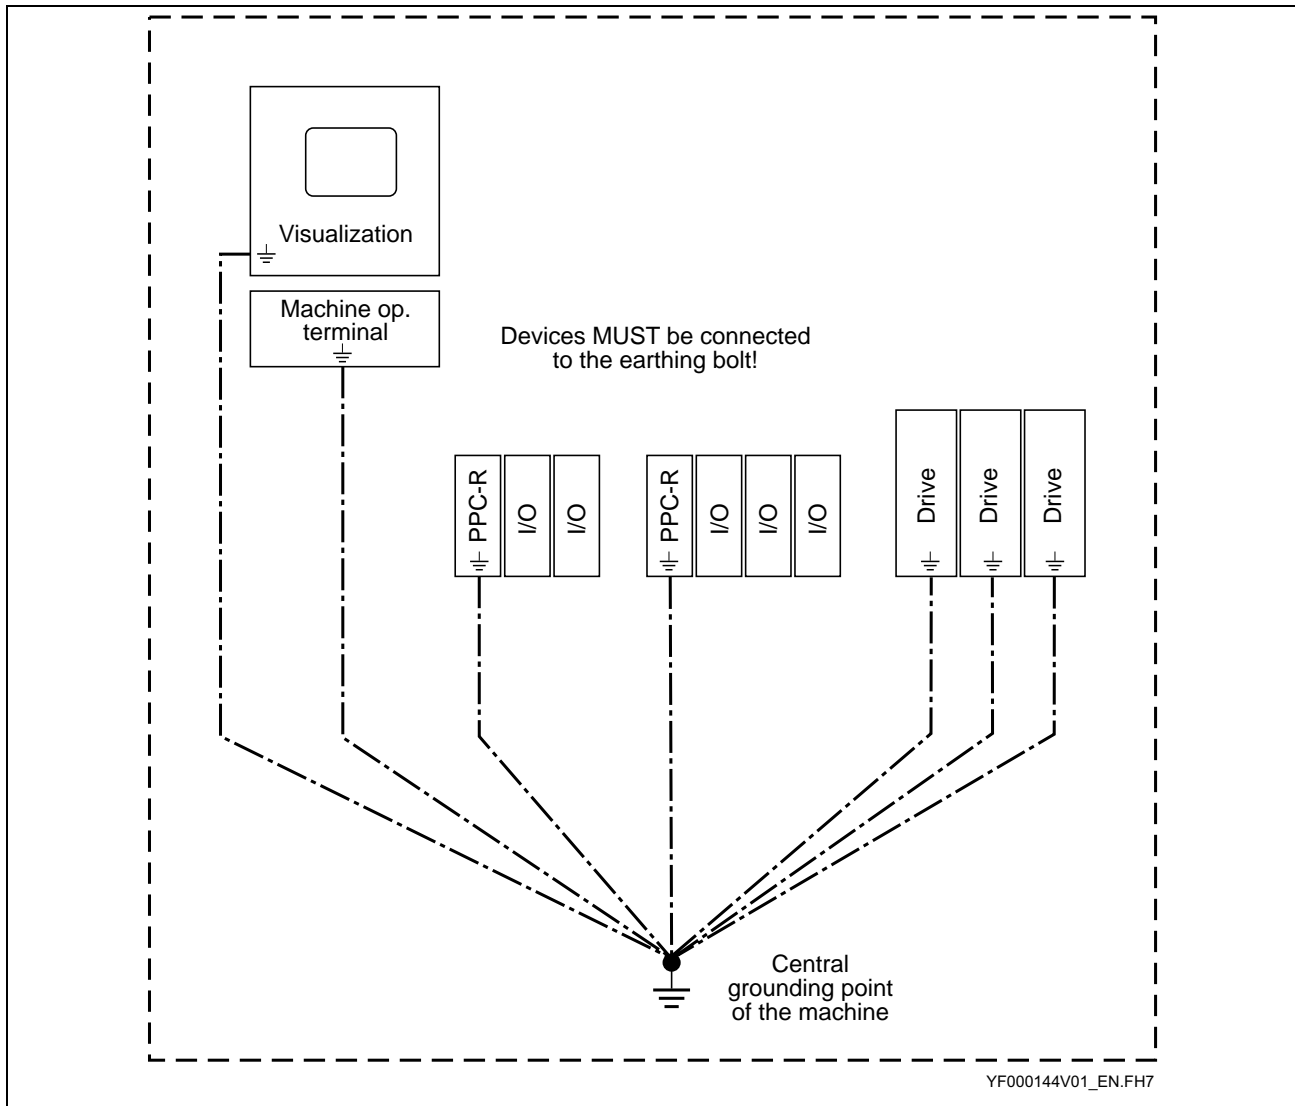 Visualization
Machine op.
terminal
Devices MUST be connected
to the earthing bolt!
PPC-R
I/O
I/O
PPC-R
I/O
I/O
I/O
Drive
Drive
Drive
Central
grounding point
of the machine
YF000144V01_EN.FH7